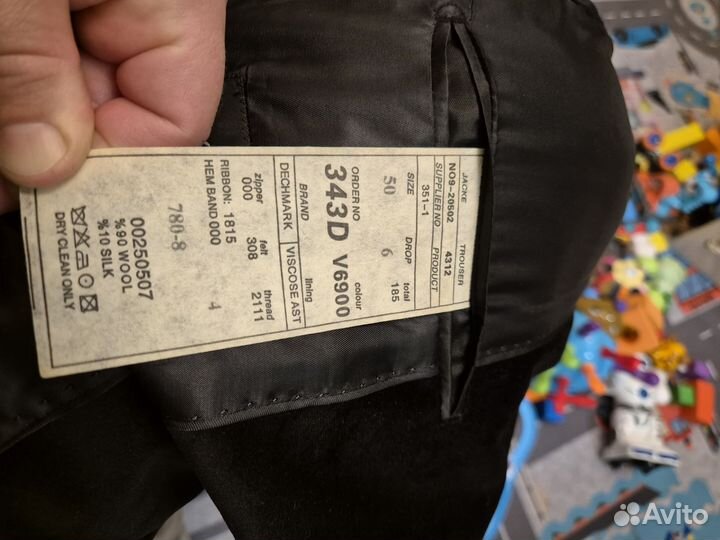 JACKE TROUSER
NO9-20502 4312
SUPPLIER NO PRODUCT
351-1
SIZE DROP total
50 6 185
ORDER NO colour
343D V6900
BRAND lining
DECHMARK VISCOSE AST
zipper felt thread
000 308 2111
RIBBON: 1815
HEM BAND 000 4
780-8
00250507
%90 WOOL
%10 SILK
DRY CLEAN ONLY
Avito